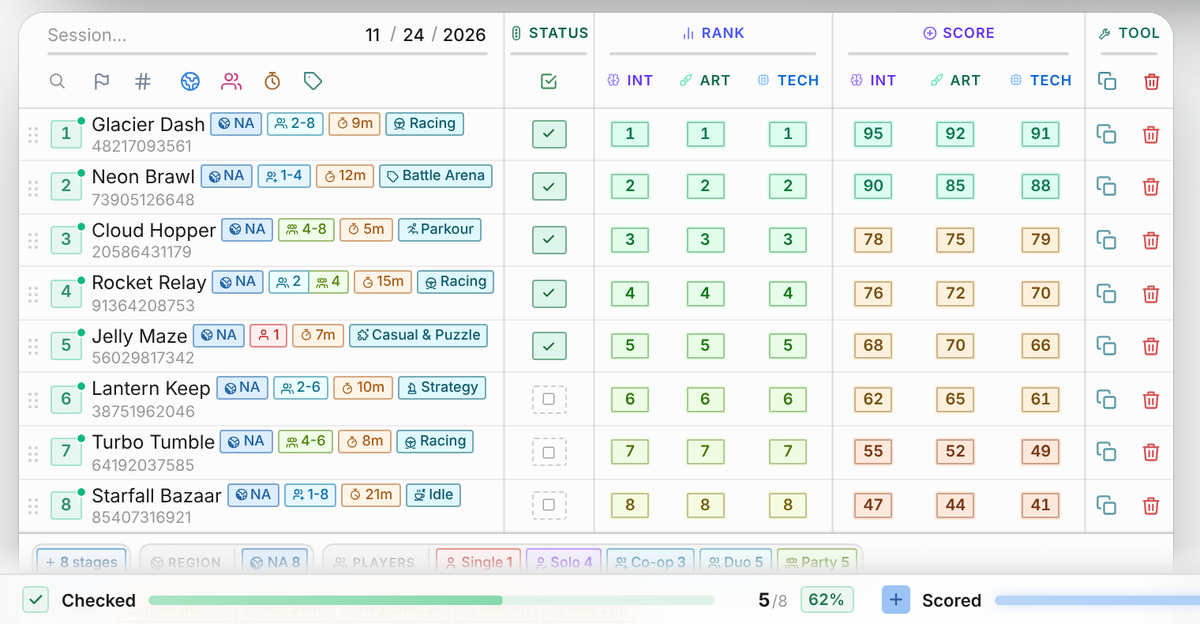 Session... 11 / 24 / 2026 STATUS RANK SCORE TOOL
INT ART TECH INT ART TECH
1 Glacier Dash NA 2-8 9m Racing 1 1 1 95 92 91
48217093561
2 Neon Brawl NA 1-4 12m Battle Arena 2 2 2 90 85 88
73905126648
3 Cloud Hopper NA 4-8 5m Parkour 3 3 3 78 75 79
20586431179
4 Rocket Relay NA 2 4 15m Racing 4 4 4 76 72 70
91364208753
5 Jelly Maze NA 1 7m Casual & Puzzle 5 5 5 68 70 66
56029817342
6 Lantern Keep NA 2-6 10m Strategy 6 6 6 62 65 61
38751962046
7 Turbo Tumble NA 4-6 8m Racing 7 7 7 55 52 49
64192037585
8 Starfall Bazaar NA 1-8 21m Idle 8 8 8 47 44 41
85407316921
+ 8 stages REGION NA 8 PLAYERS Single 1 Solo 4 Co-op 3 Duo 5 Party 5
Checked 5/8 62% + Scored